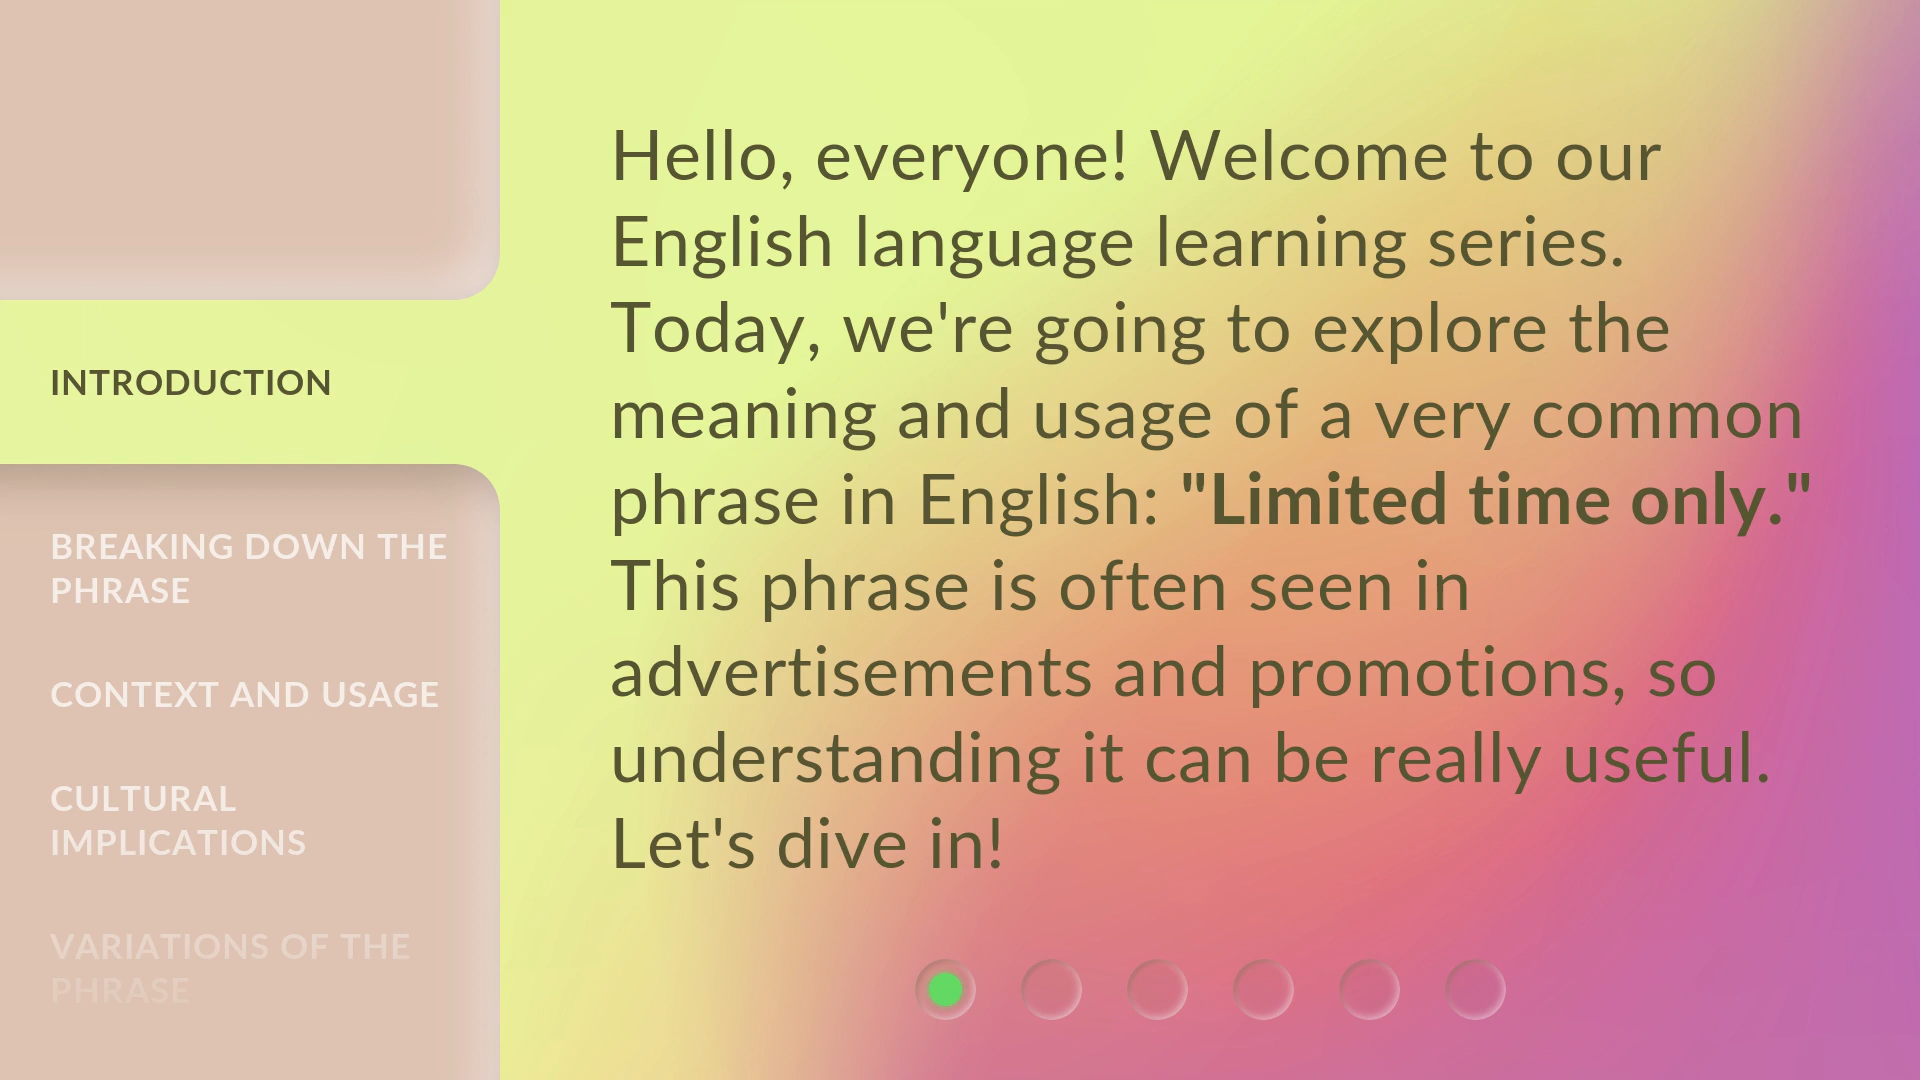 INTRODUCTION
BREAKING DOWN THE
PHRASE
CONTEXT AND USAGE
CULTURAL
IMPLICATIONS
VARIATIONS OF THE
PHRASE
Hello, everyone! Welcome to our
English language learning series.
Today, we're going to explore the
meaning and usage of a very common
phrase in English: "Limited time only."
This phrase is often seen in
advertisements and promotions, so
understanding it can be really useful.
Let's dive in!